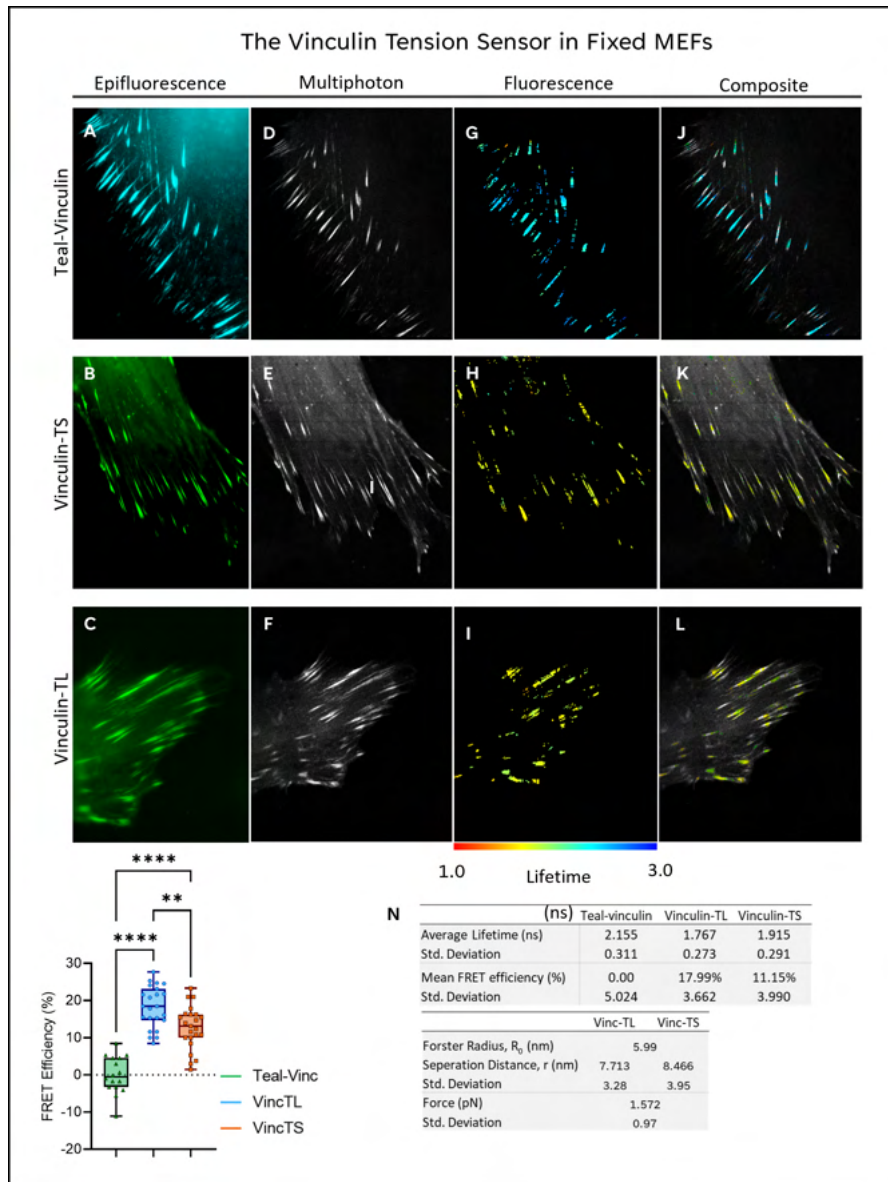 The Vinculin Tension Sensor in Fixed MEFs
Epifluorescence Multiphoton Fluorescence Composite
Teal-Vinculin
A D G J
Vinculin-TS
B E H K
Vinculin-TL
C F I L
1.0 Lifetime 3.0
(ns)
****
**
****
FRET Efficiency (%)
30
20
10
0
-10
-20
Teal-Vinc
VincTL
VincTS
N
Teal-vinculin Vinculin-TL Vinculin-TS
Average Lifetime (ns) 2.155 1.767 1.915
Std. Deviation 0.311 0.273 0.291
Mean FRET efficiency (%) 0.00 17.99% 11.15%
Std. Deviation 5.024 3.662 3.990
Vinc-TL Vinc-TS
Forster Radius, R₀ (nm) 5.99
Seperation Distance, r (nm) 7.713 8.466
Std. Deviation 3.28 3.95
Force (pN) 1.572
Std. Deviation 0.97